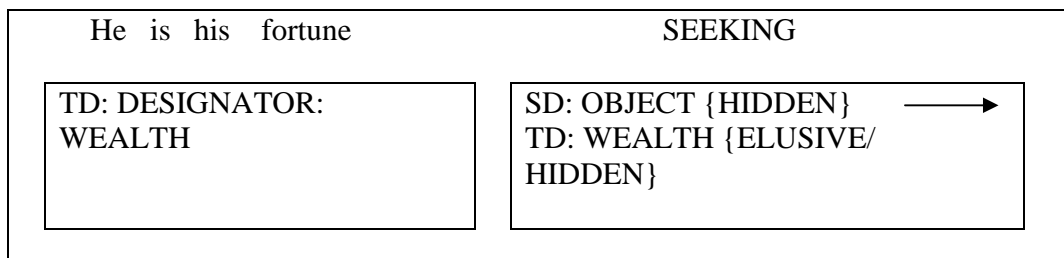 He is his fortune SEEKING
TD: DESIGNATOR:
WEALTH
SD: OBJECT {HIDDEN}
TD: WEALTH {ELUSIVE/
HIDDEN}